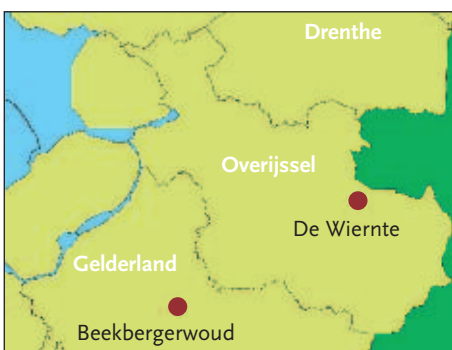 Drenthe
Overijssel
De Wiernte
Gelderland
Beekbergerwoud